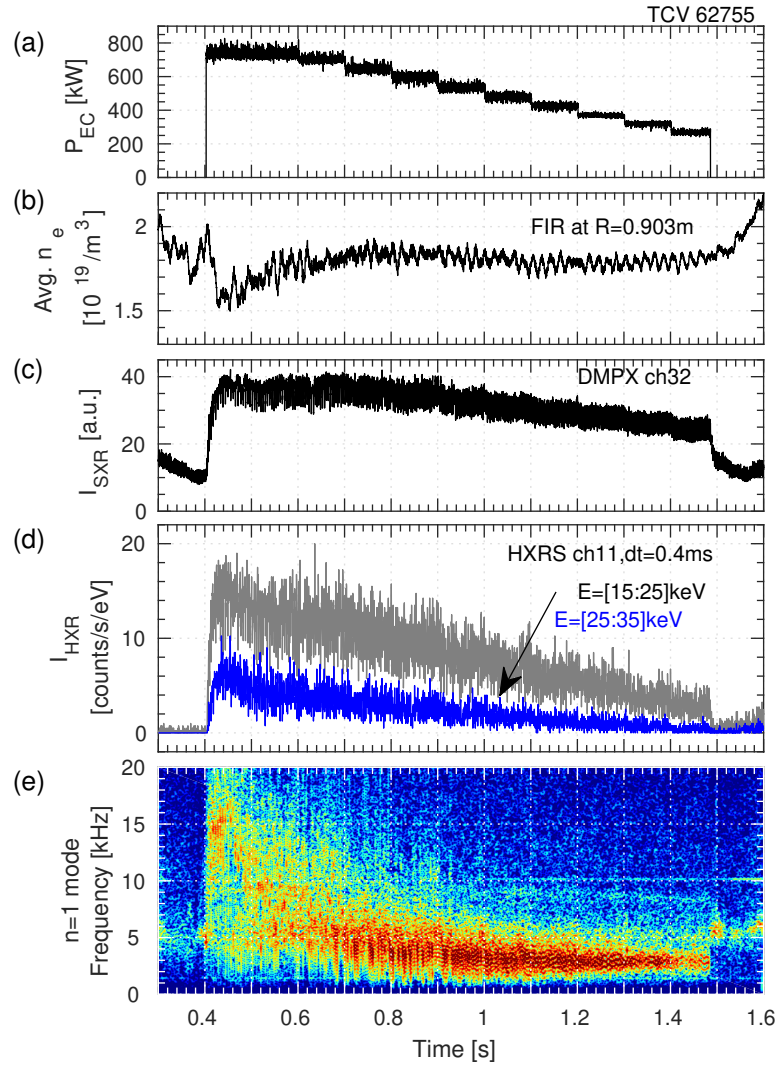 TCV 62755
(a)
800
600
400
200
0
P_EC [kW]
(b)
2
1.5
Avg. n_e
[10^19/m^3]
FIR at R=0.903m
(c)
40
20
0
I_SXR [a.u.]
DMPX ch32
(d)
20
10
0
I_HXR
[counts/s/eV]
HXRS ch11,dt=0.4ms
E=[15:25]keV
E=[25:35]keV
(e)
20
15
10
5
0
n=1 mode
Frequency [kHz]
0.4 0.6 0.8 1 1.2 1.4 1.6
Time [s]